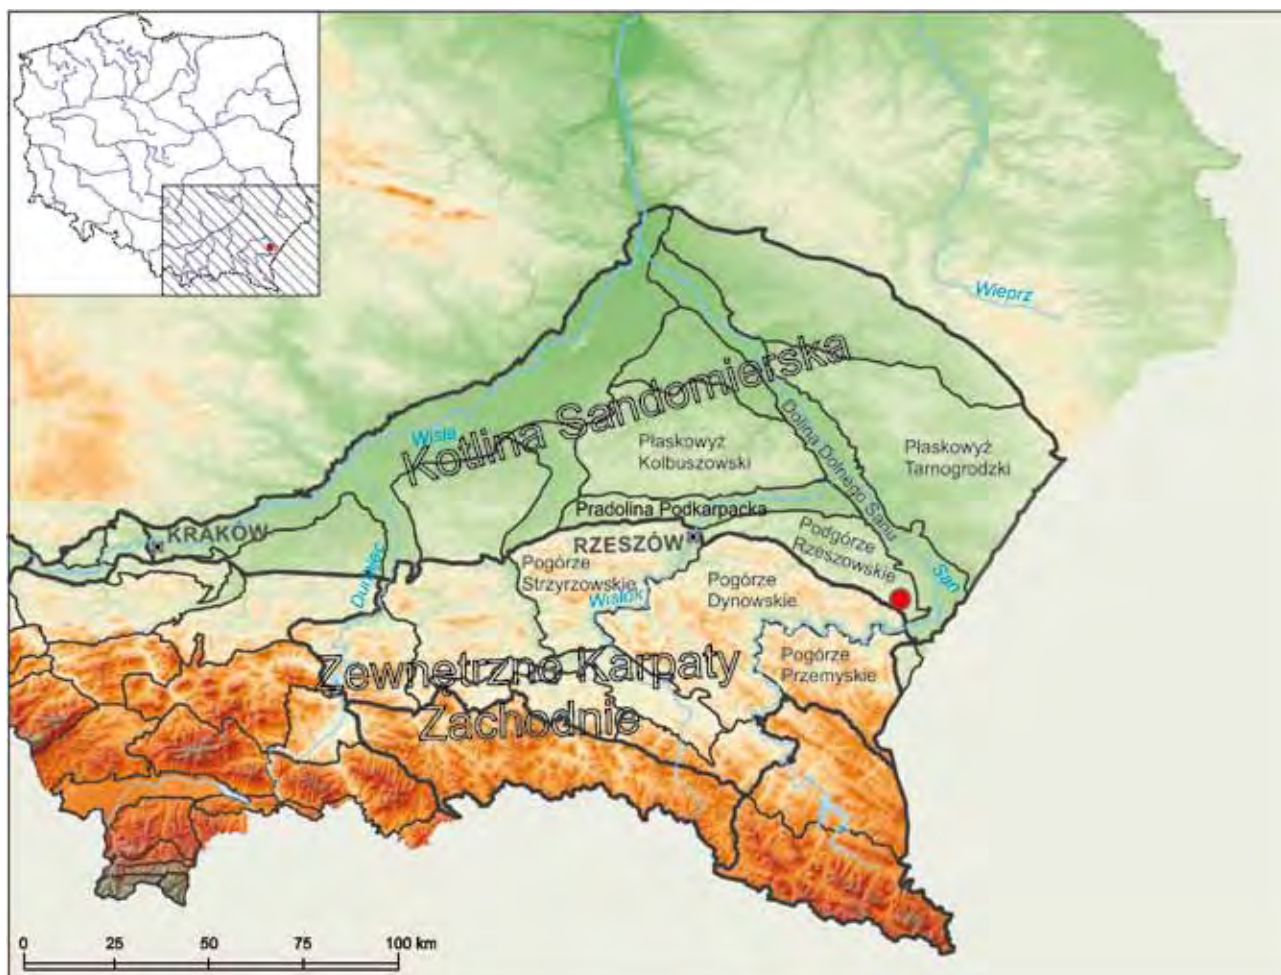 Wieprz
Kotlina Sandomierska
Wisła
Dolina Dolnego Sanu
Płaskowyż
Kolbuszowski
Płaskowyż
Tarnogrodzki
Pradolina Podkarpacka
KRAKÓW
RZESZÓW
Podgórze
Rzeszowskie
San
Dunajec
Pogórze
Strzyrzowskie
Wisłok
Pogórze
Dynowskie
Zewnętrzne Karpaty
Zachodnie
Pogórze
Przemyskie
0 25 50 75 100 km